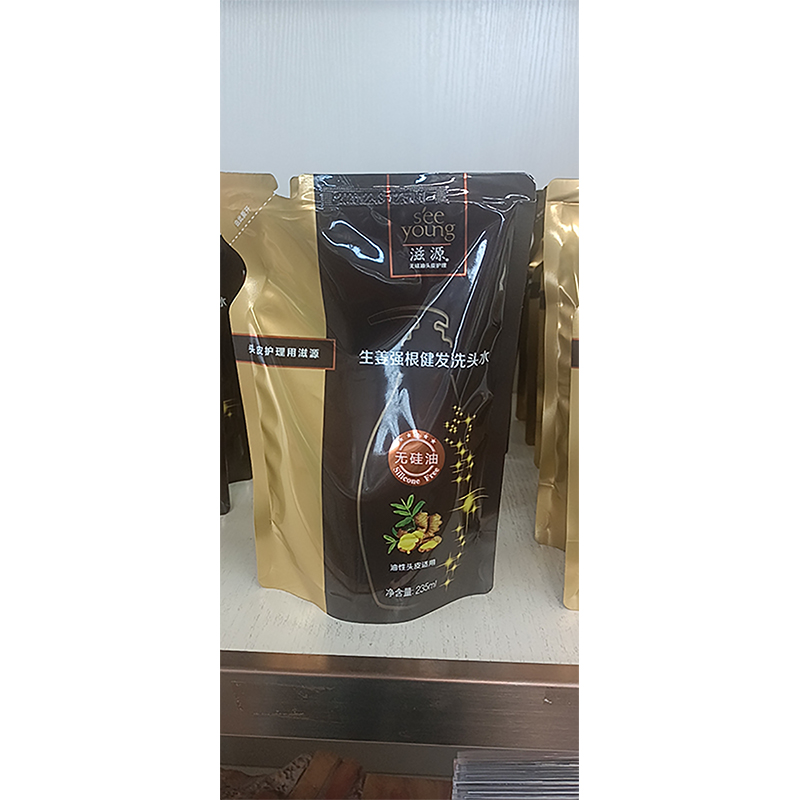 s'ee
young
滋源
无硅油头皮护理
头皮护理用滋源
生姜强根健发洗头水
无硅油
Silicone Free
油性头皮适用
净含量:235ml
水